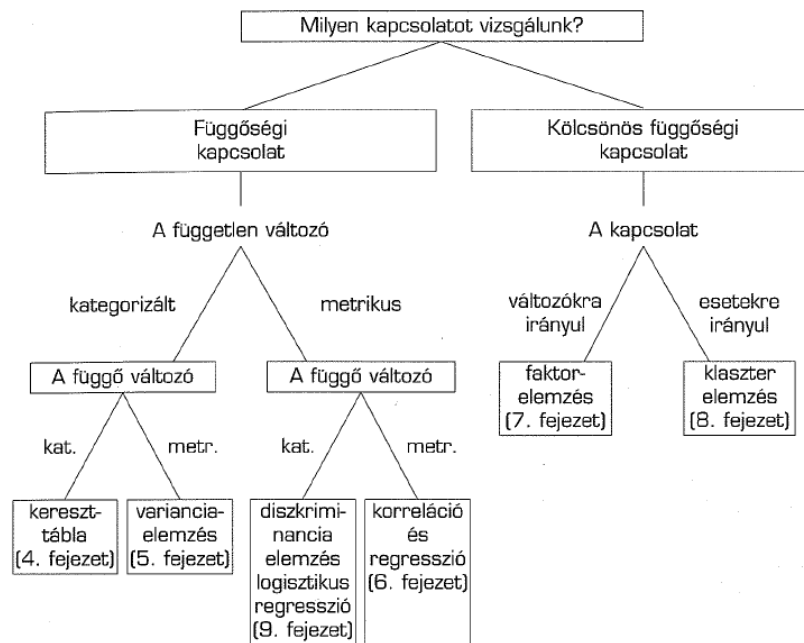 Milyen kapcsolatot vizsgálunk?
Függőségi
kapcsolat
Kölcsönös függőségi
kapcsolat
A független változó
A kapcsolat
kategorizált
metrikus
változókra
irányul
esetekre
irányul
A függő változó
A függő változó
faktor-
elemzés
(7. fejezet)
klaszter
elemzés
(8. fejezet)
kat.
metr.
kat.
metr.
kereszt-
tábla
(4. fejezet)
variancia-
elemzés
(5. fejezet)
diszkrimi-
nancia
elemzés
logisztikus
regresszió
(9. fejezet)
korreláció
és
regresszió
(6. fejezet)